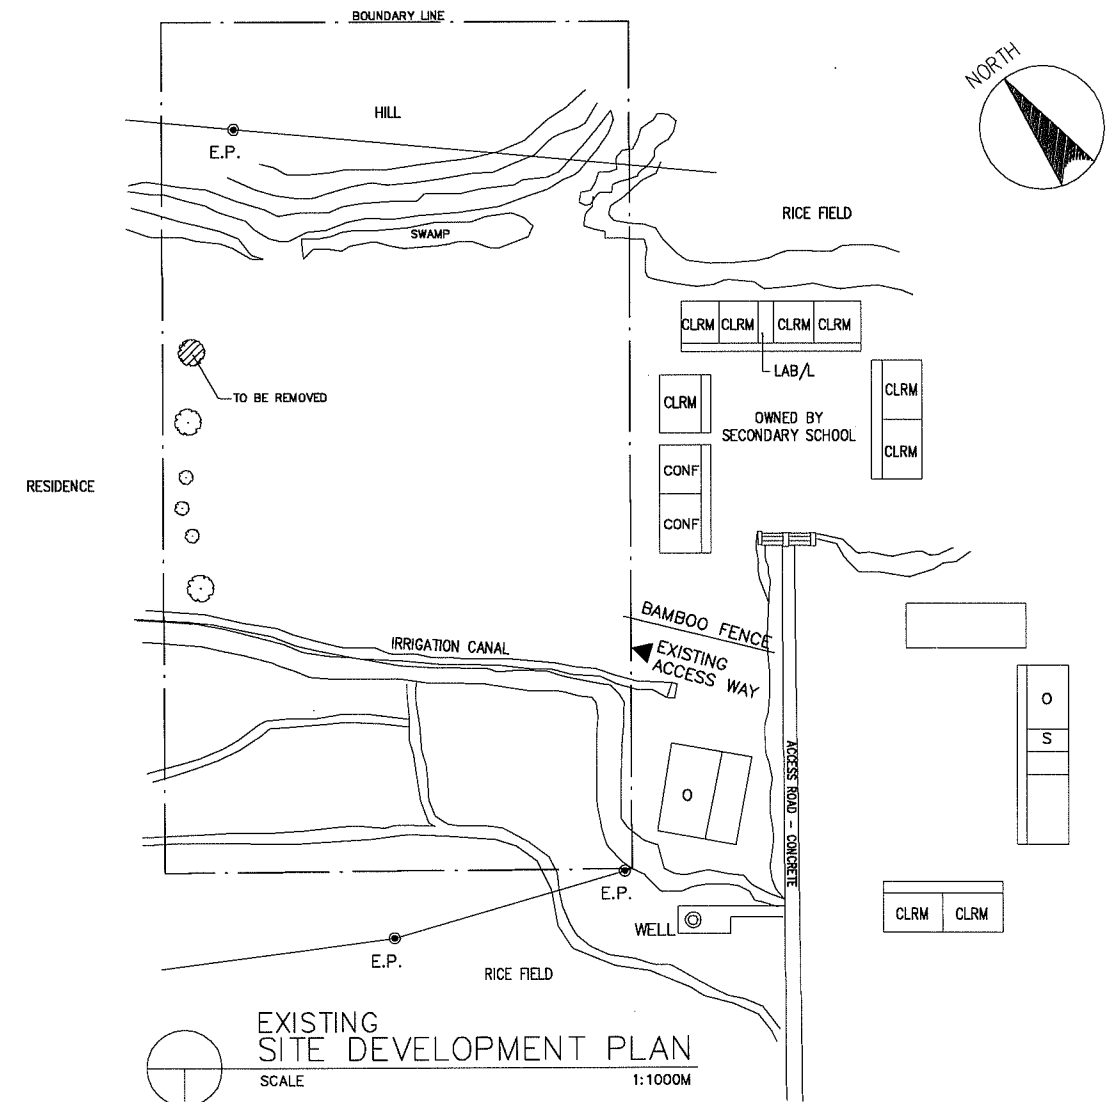 BOUNDARY LINE
NORTH
HILL
E.P.
RICE FIELD
SWAMP
CLRM CLRM CLRM CLRM
LAB/L
TO BE REMOVED
CLRM
OWNED BY
SECONDARY SCHOOL
CLRM
CLRM
CONF
CONF
RESIDENCE
BAMBOO FENCE
IRRIGATION CANAL
EXISTING
ACCESS WAY
O
S
O
ACCESS ROAD - CONCRETE
E.P.
CLRM CLRM
WELL
E.P.
RICE FIELD
EXISTING
SITE DEVELOPMENT PLAN
SCALE 1:1000M